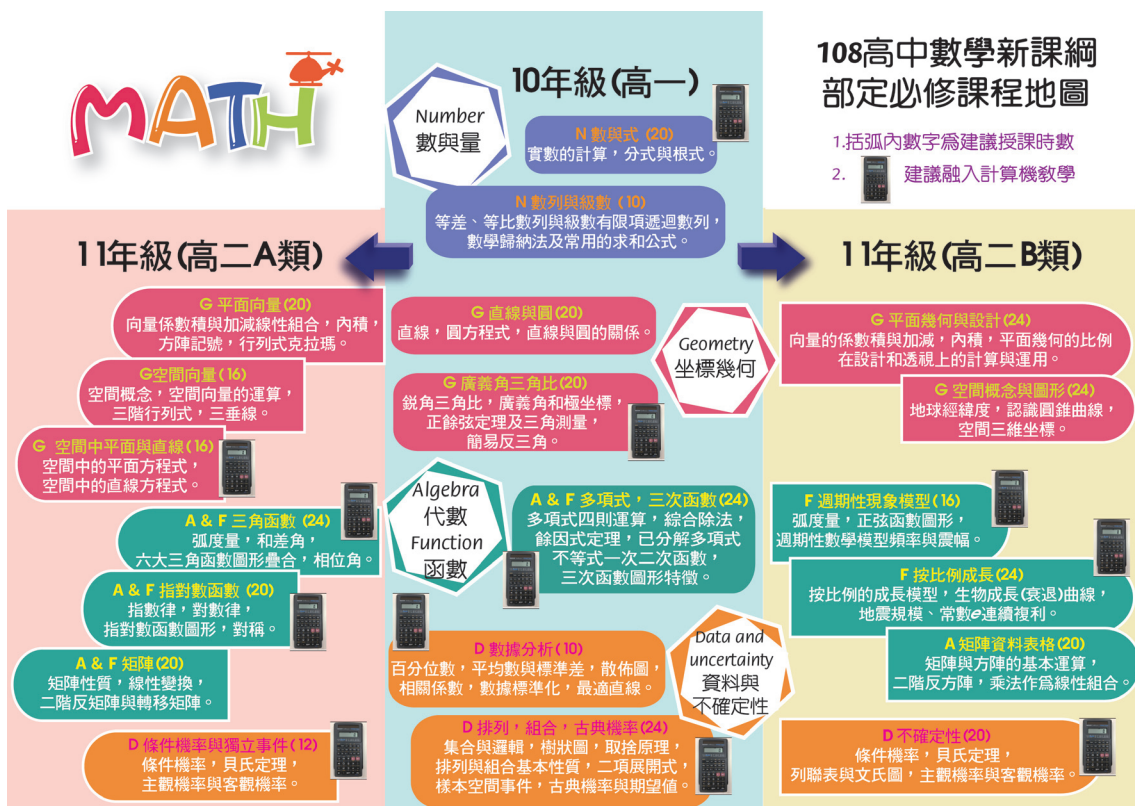 MATH
108高中數學新課綱
部定必修課程地圖
1.括弧內數字為建議授課時數
2. 建議融入計算機教學
10年級(高一)
Number
數與量
N 數與式 (20)
實數的計算，分式與根式。
N 數列與級數 (10)
等差、等比數列與級數有限項遞迴數列，
數學歸納法及常用的求和公式。
G 直線與圓 (20)
直線，圓方程式，直線與圓的關係。
Geometry
坐標幾何
G 廣義角三角比 (20)
銳角三角比，廣義角和極坐標，
正餘弦定理及三角測量，
簡易反三角。
Algebra
代數
Function
函數
A & F 多項式，三次函數(24)
多項式四則運算，綜合除法，
餘因式定理，已分解多項式
不等式一次二次函數，
三次函數圖形特徵。
D 數據分析(10)
百分位數，平均數與標準差，散佈圖，
相關係數，數據標準化，最適直線。
Data and
uncertainty
資料與
不確定性
D 排列，組合，古典機率(24)
集合與邏輯，樹狀圖，取捨原理，
排列與組合基本性質，二項展開式，
樣本空間事件，古典機率與期望值。
11年級(高二A類)
G 平面向量(20)
向量係數積與加減線性組合，內積，
方陣記號，行列式克拉瑪。
G空間向量(16)
空間概念，空間向量的運算，
三階行列式，三垂線。
G 空間中平面與直線(16)
空間中的平面方程式，
空間中的直線方程式。
A & F 三角函數 (24)
弧度量，和差角，
六大三角函數圖形疊合，相位角。
A & F 指對數函數 (20)
指數律，對數律，
指對數函數圖形，對稱。
A & F 矩陣(20)
矩陣性質，線性變換，
二階反矩陣與轉移矩陣。
D 條件機率與獨立事件(12)
條件機率，貝氏定理，
主觀機率與客觀機率。
11年級(高二B類)
G 平面幾何與設計(24)
向量的係數積與加減，內積，平面幾何的比例
在設計和透視上的計算與運用。
G 空間概念與圖形(24)
地球經緯度，認識圓錐曲線，
空間三維坐標。
F 週期性現象模型(16)
弧度量，正弦函數圖形，
週期性數學模型頻率與震幅。
F 按比例成長(24)
按比例的成長模型，生物成長(衰退)曲線，
地震規模、常數e連續複利。
A 矩陣資料表格(20)
矩陣與方陣的基本運算，
二階反方陣，乘法作為線性組合。
D 不確定性(20)
條件機率，貝氏定理，
列聯表與文氏圖，主觀機率與客觀機率。